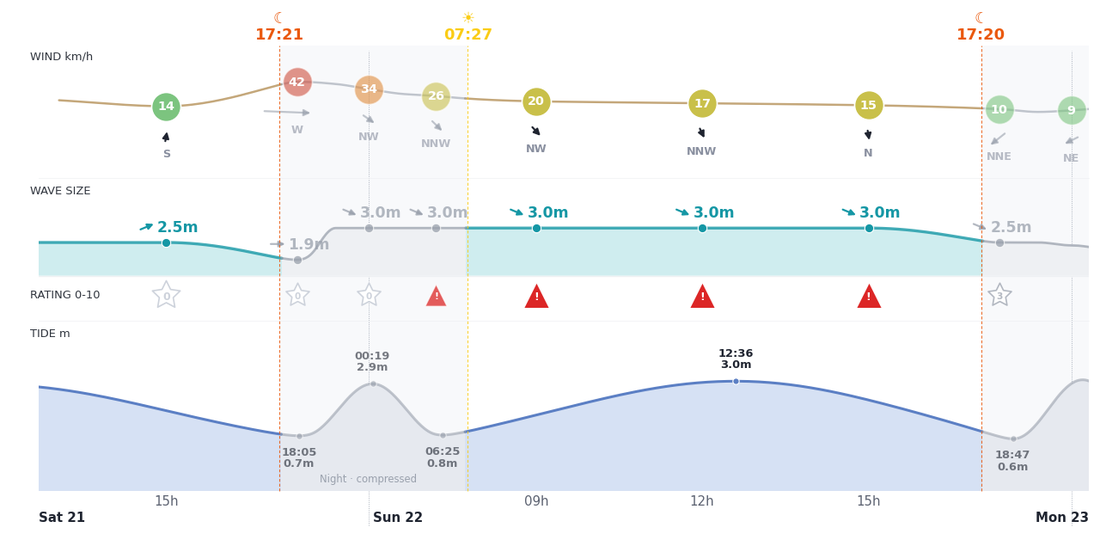 17:21
07:27
17:20
WIND km/h
14
42
34
26
20
17
15
10
9
S
W
NW
NNW
NW
NNW
N
NNE
NE
WAVE SIZE
2.5m
1.9m
3.0m
3.0m
3.0m
3.0m
3.0m
2.5m
RATING 0-10
0
0
0
!
!
!
!
3
TIDE m
00:19
2.9m
12:36
3.0m
18:05
0.7m
06:25
0.8m
18:47
0.6m
Night · compressed
15h
09h
12h
15h
Sat 21
Sun 22
Mon 23